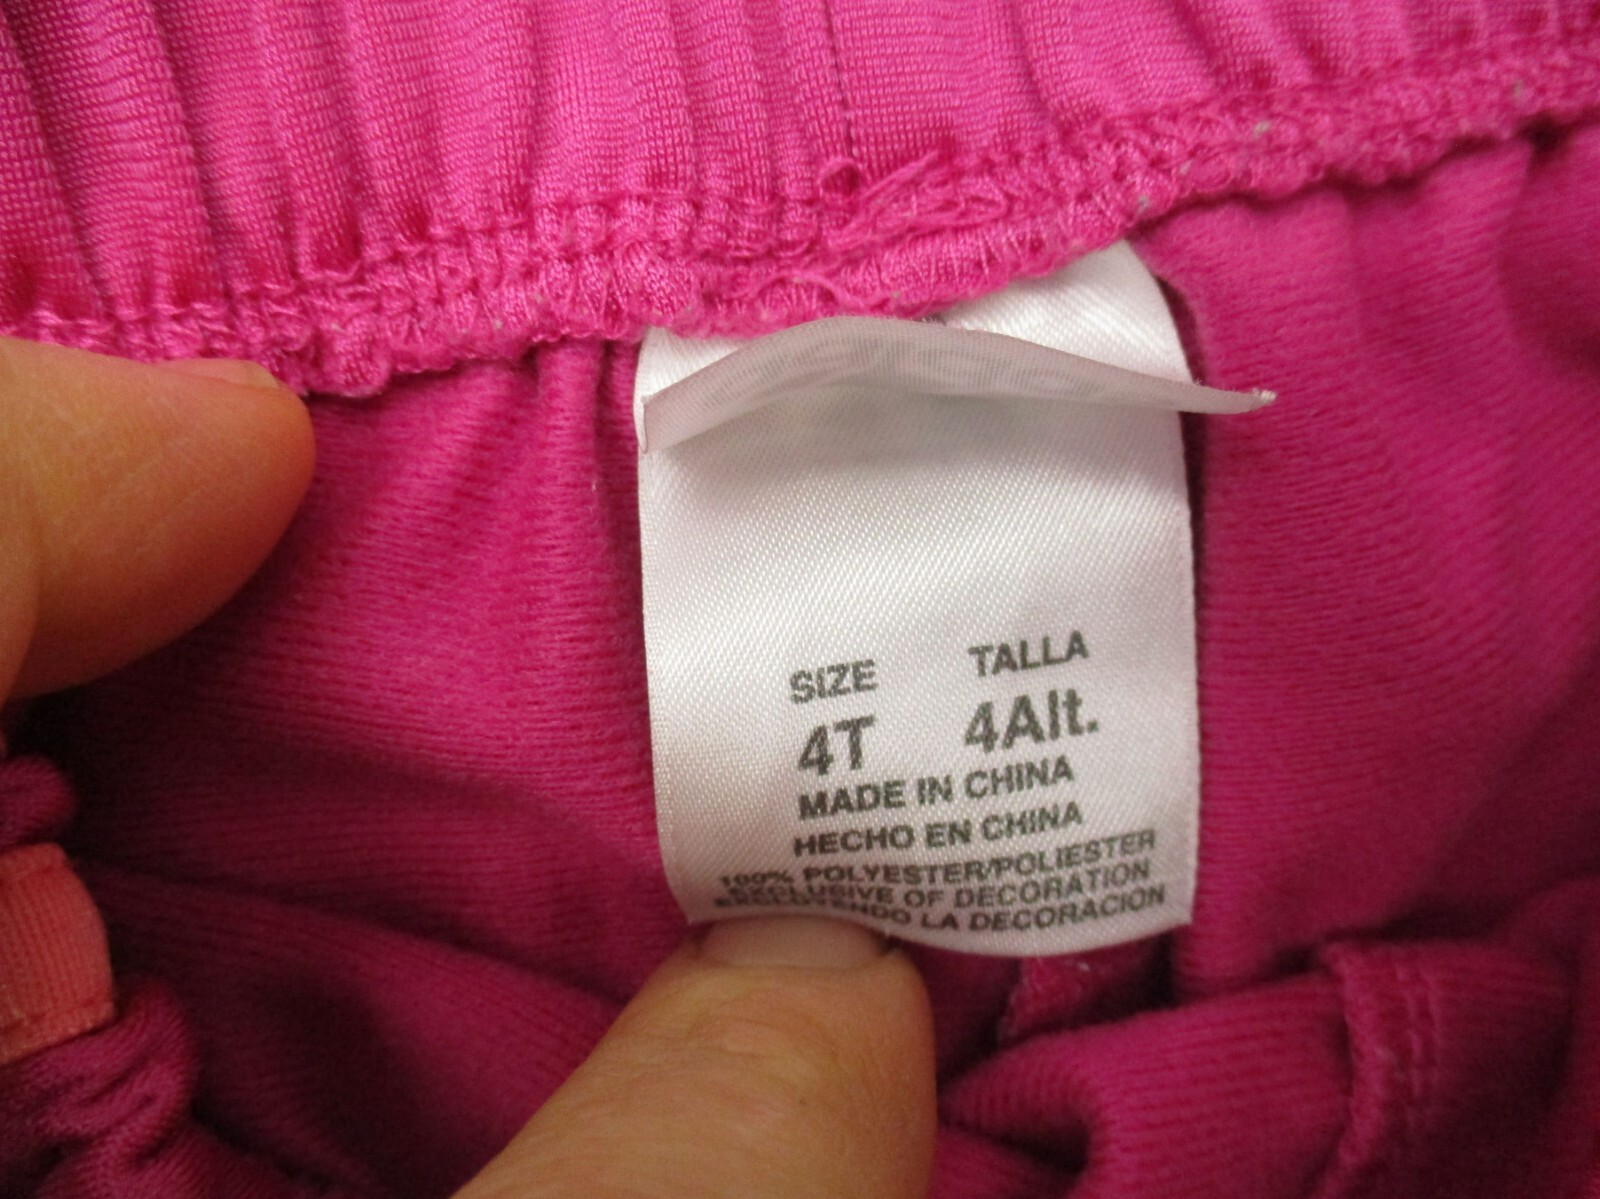 SIZE TALLA
4T 4Alt.
MADE IN CHINA
HECHO EN CHINA
100% POLYESTER/POLIESTER
EXCLUSIVE OF DECORATION
EXCLUYENDO LA DECORACION